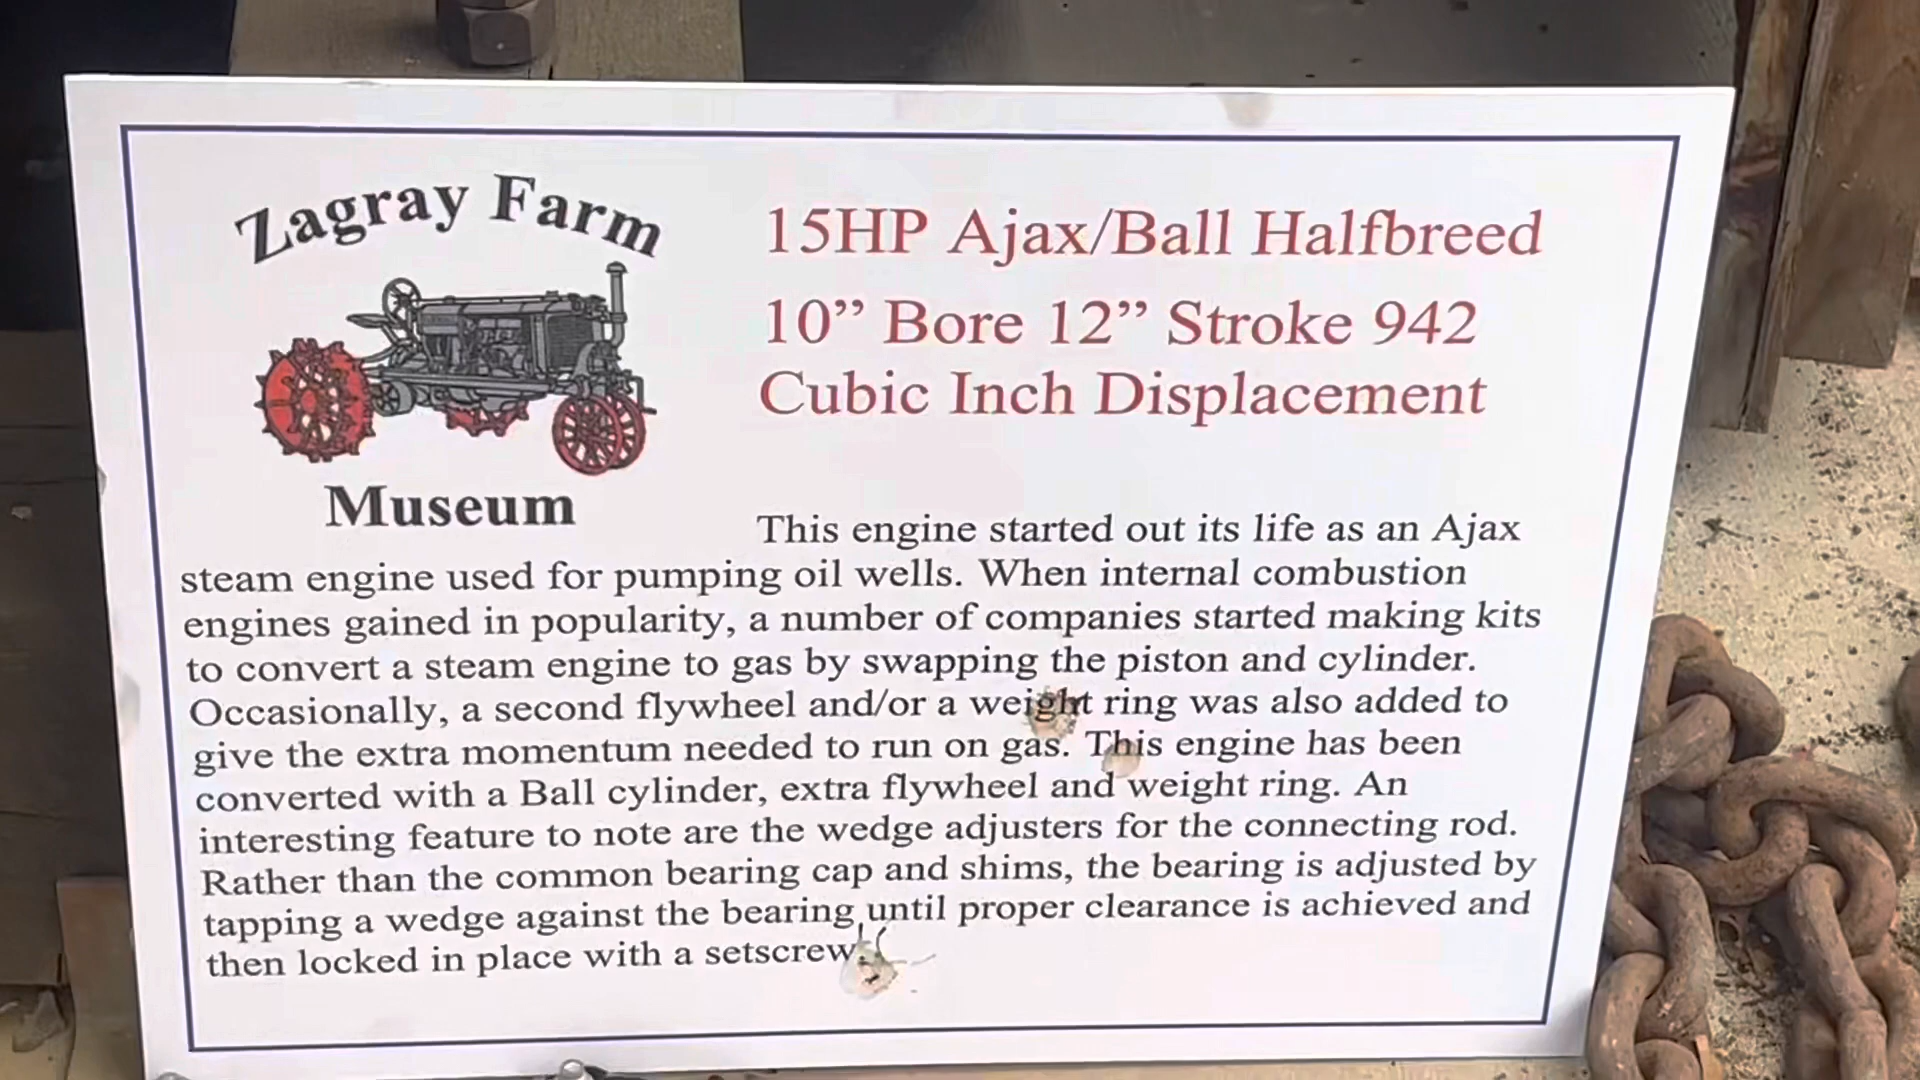 Zagray Farm
Museum
15HP Ajax/Ball Halfbreed
10” Bore 12” Stroke 942
Cubic Inch Displacement
This engine started out its life as an Ajax
steam engine used for pumping oil wells. When internal combustion
engines gained in popularity, a number of companies started making kits
to convert a steam engine to gas by swapping the piston and cylinder.
Occasionally, a second flywheel and/or a weight ring was also added to
give the extra momentum needed to run on gas. This engine has been
converted with a Ball cylinder, extra flywheel and weight ring. An
interesting feature to note are the wedge adjusters for the connecting rod.
Rather than the common bearing cap and shims, the bearing is adjusted by
tapping a wedge against the bearing until proper clearance is achieved and
then locked in place with a setscrew.